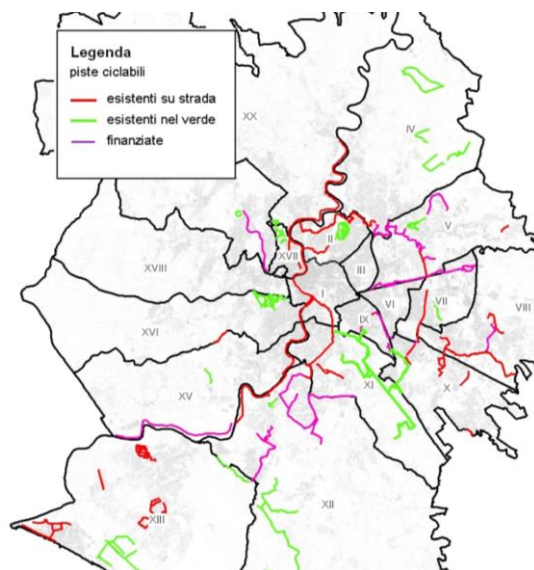 Legenda
piste ciclabili
esistenti su strada
esistenti nel verde
finanziate
XX
IV
V
II
XVII
III
XVIII
I
VI
VII
VIII
IX
XVI
XI
X
XV
XII
XIII